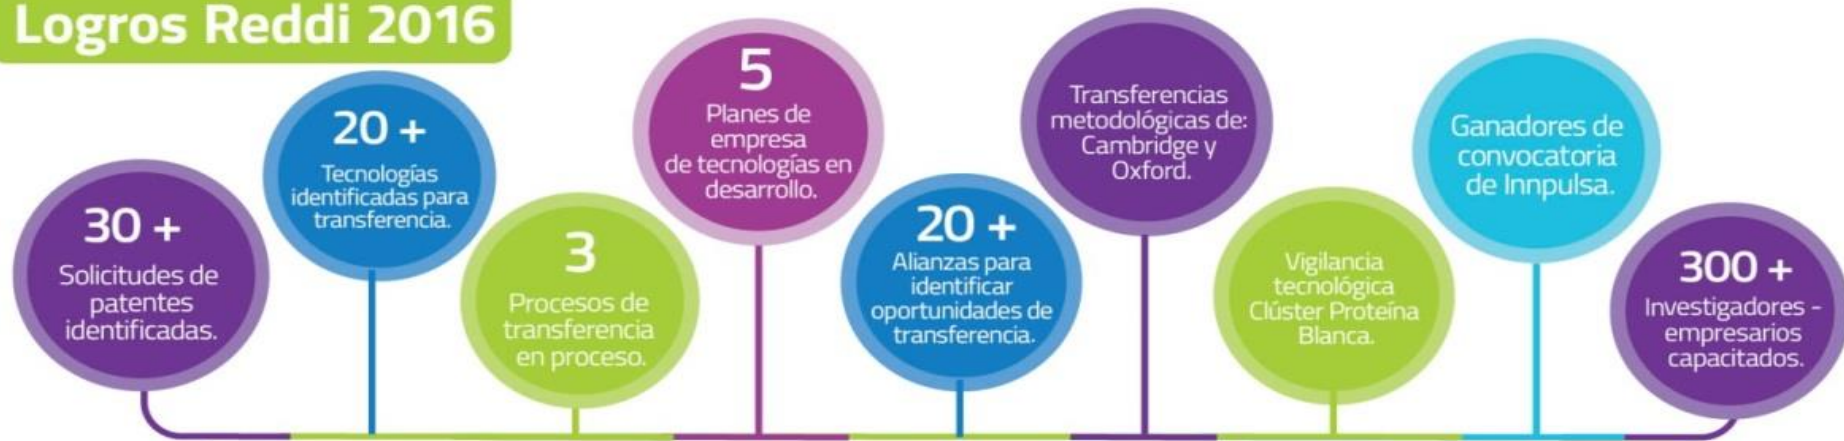 Logros Reddi 2016
30 +
Solicitudes de
patentes
identificadas.
20 +
Tecnologías
identificadas para
transferencia.
3
Procesos de
transferencia
en proceso.
5
Planes de
empresa
de tecnologías en
desarrollo.
20 +
Alianzas para
identificar
oportunidades de
transferencia.
Transferencias
metodológicas de:
Cambridge y
Oxford.
Vigilancia
tecnológica
Clúster Proteína
Blanca.
Ganadores de
convocatoria
de Innpulsa.
300 +
Investigadores -
empresarios
capacitados.